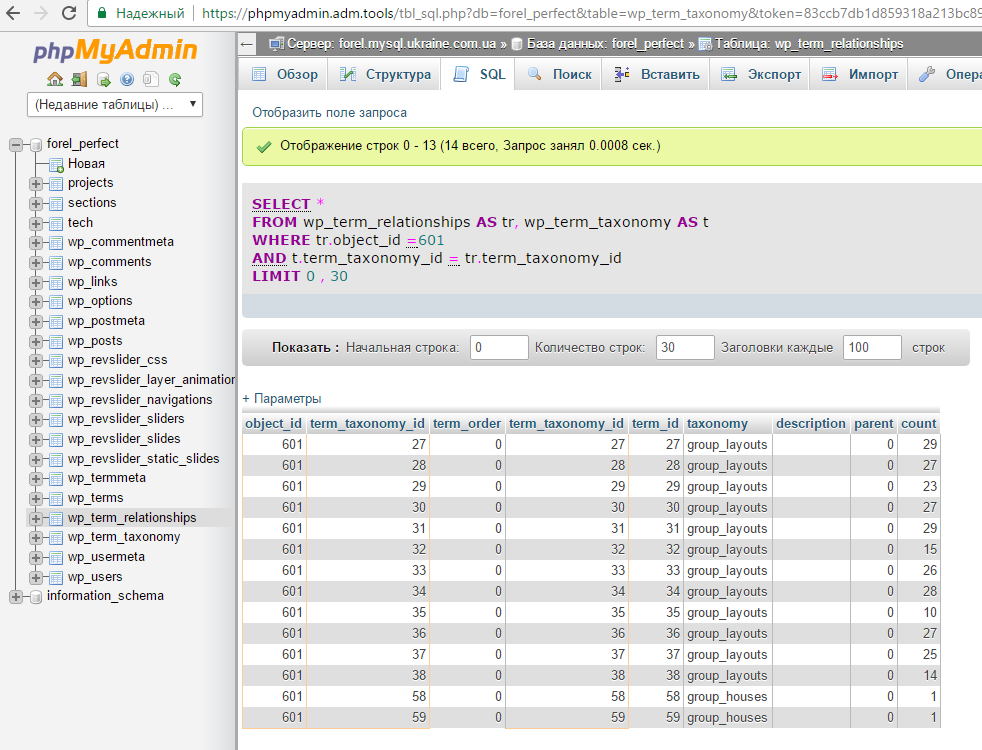 Надежный https://phpmyadmin.adm.tools/tbl_sql.php?db=forel_perfect&table=wp_term_taxonomy&token=83ccb7db1d859318a213bc89
phpMyAdmin
(Недавние таблицы) ...
forel_perfect
Новая
projects
sections
tech
wp_commentmeta
wp_comments
wp_links
wp_options
wp_postmeta
wp_posts
wp_revslider_css
wp_revslider_layer_animation
wp_revslider_navigations
wp_revslider_sliders
wp_revslider_slides
wp_revslider_static_slides
wp_termmeta
wp_terms
wp_term_relationships
wp_term_taxonomy
wp_usermeta
wp_users
information_schema
Сервер: forel.mysql.ukraine.com.ua » База данных: forel_perfect » Таблица: wp_term_relationships
Обзор Структура SQL Поиск Вставить Экспорт Импорт Опера
Отобразить поле запроса
Отображение строк 0 - 13 (14 всего, Запрос занял 0.0008 сек.)
SELECT *
FROM wp_term_relationships AS tr, wp_term_taxonomy AS t
WHERE tr.object_id =601
AND t.term_taxonomy_id = tr.term_taxonomy_id
LIMIT 0 , 30
Показать : Начальная строка: 0 Количество строк: 30 Заголовки каждые 100 строк
+ Параметры
object_id term_taxonomy_id term_order term_taxonomy_id term_id taxonomy description parent count
601 27 0 27 27 group_layouts 0 29
601 28 0 28 28 group_layouts 0 27
601 29 0 29 29 group_layouts 0 23
601 30 0 30 30 group_layouts 0 27
601 31 0 31 31 group_layouts 0 29
601 32 0 32 32 group_layouts 0 15
601 33 0 33 33 group_layouts 0 26
601 34 0 34 34 group_layouts 0 28
601 35 0 35 35 group_layouts 0 10
601 36 0 36 36 group_layouts 0 27
601 37 0 37 37 group_layouts 0 25
601 38 0 38 38 group_layouts 0 14
601 58 0 58 58 group_houses 0 1
601 59 0 59 59 group_houses 0 1